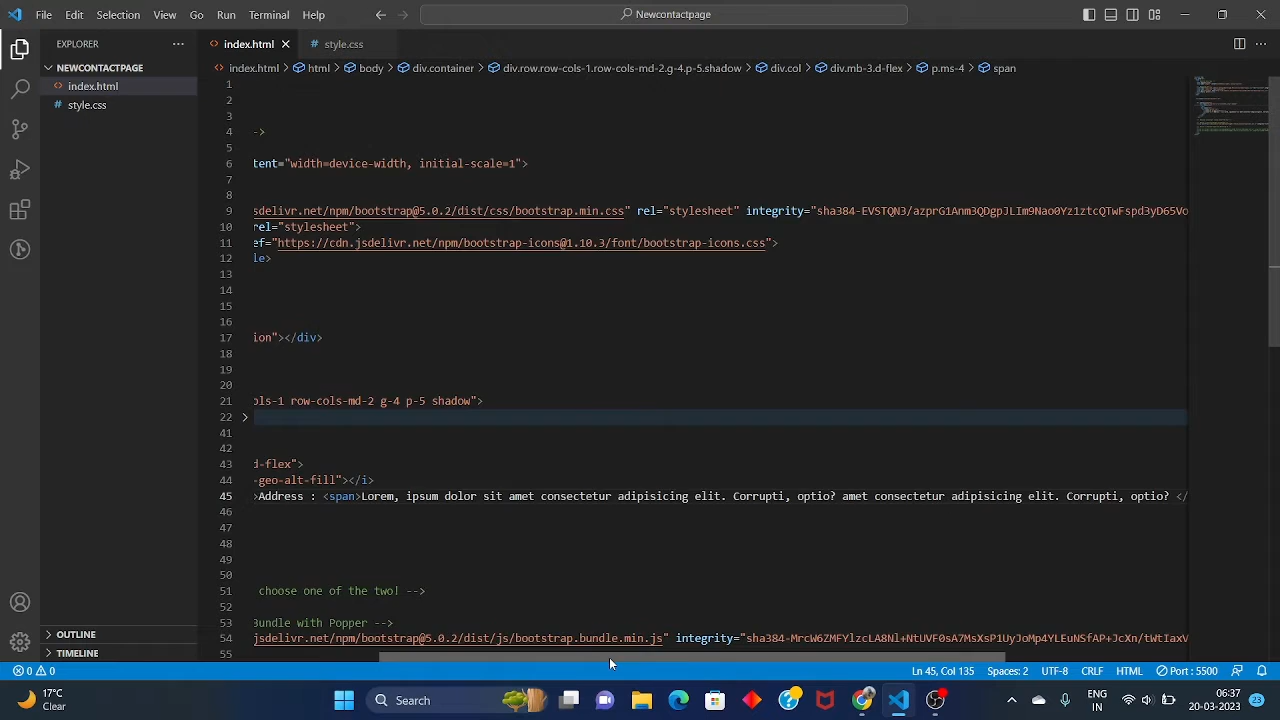 File Edit Selection View Go Run Terminal Help
Newcontactpage
EXPLORER
index.html
style.css
NEWCONTACTPAGE
index.html
style.css
OUTLINE
TIMELINE
index.html > html > body > div.container > div.row.row-cols-1.row-cols-md-2.g-4.p-5.shadow > div.col > div.mb-3.d-flex > p.ms-4 > span
1
2
3
4 ->
5
6 tent="width=device-width, initial-scale=1">
7
8
9 sdelivr.net/npm/bootstrap@5.0.2/dist/css/bootstrap.min.css" rel="stylesheet" integrity="sha384-EVSTQN3/azprG1Anm3QDgpJLIm9Nao0Yz1ztcQTwFspd3yD65Vo
10 rel="stylesheet">
11 ef="https://cdn.jsdelivr.net/npm/bootstrap-icons@1.10.3/font/bootstrap-icons.css">
12 le>
13
14
15
16
17 ion"></div>
18
19
20
21 ols-1 row-cols-md-2 g-4 p-5 shadow">
22
41
42
43 d-flex">
44 -geo-alt-fill"></i>
45 >Address : <span>Lorem, ipsum dolor sit amet consectetur adipisicing elit. Corrupti, optio? amet consectetur adipisicing elit. Corrupti, optio? </
46
47
48
49
50
51 choose one of the two! -->
52
53 Bundle with Popper -->
54 jsdelivr.net/npm/bootstrap@5.0.2/dist/js/bootstrap.bundle.min.js" integrity="sha384-MrcW6ZMFYlzcLA8Nl+NtUVF0sA7MsXsP1UyJoMp4YLEuNSfAP+JcXn/tWtIaxV
55
0 0 Ln 45, Col 135 Spaces: 2 UTF-8 CRLF HTML Port : 5500
17°C
Clear
Search
ENG
IN
06:37
20-03-2023
23